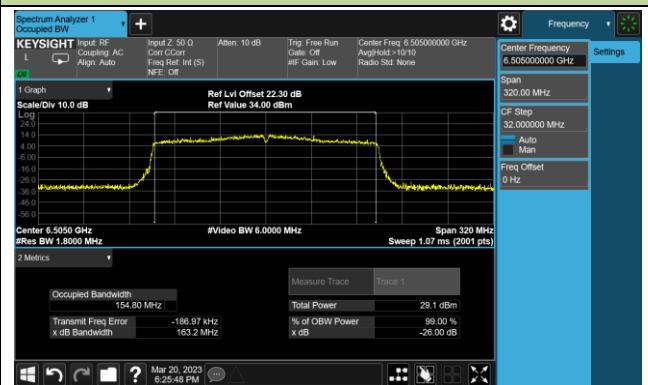 Spectrum Analyzer 1
Occupied BW
+
Frequency
KEYSIGHT
L
Input: RF
Coupling: AC
Align: Auto
Input Z: 50 Ω
Corr CCorr
Freq Ref: Int (S)
NFE: Off
Atten: 10 dB
Trig: Free Run
Gate: Off
#IF Gain: Low
Center Freq: 6.505000000 GHz
Avg|Hold:>10/10
Radio Std: None
Center Frequency
6.505000000 GHz
Settings
Span
320.00 MHz
CF Step
32.000000 MHz
Auto
Man
Freq Offset
0 Hz
1 Graph
Scale/Div 10.0 dB
Ref Lvl Offset 22.30 dB
Ref Value 34.00 dBm
Log
24.0
14.0
4.00
-6.00
-16.0
-26.0
-36.0
-46.0
-56.0
Center 6.5050 GHz
#Res BW 1.8000 MHz
#Video BW 6.0000 MHz
Span 320 MHz
Sweep 1.07 ms (2001 pts)
2 Metrics
Measure Trace
Trace 1
Occupied Bandwidth
154.80 MHz
Total Power
29.1 dBm
Transmit Freq Error
-186.97 kHz
% of OBW Power
99.00 %
x dB Bandwidth
163.2 MHz
x dB
-26.00 dB
?
Mar 20, 2023
6:25:48 PM